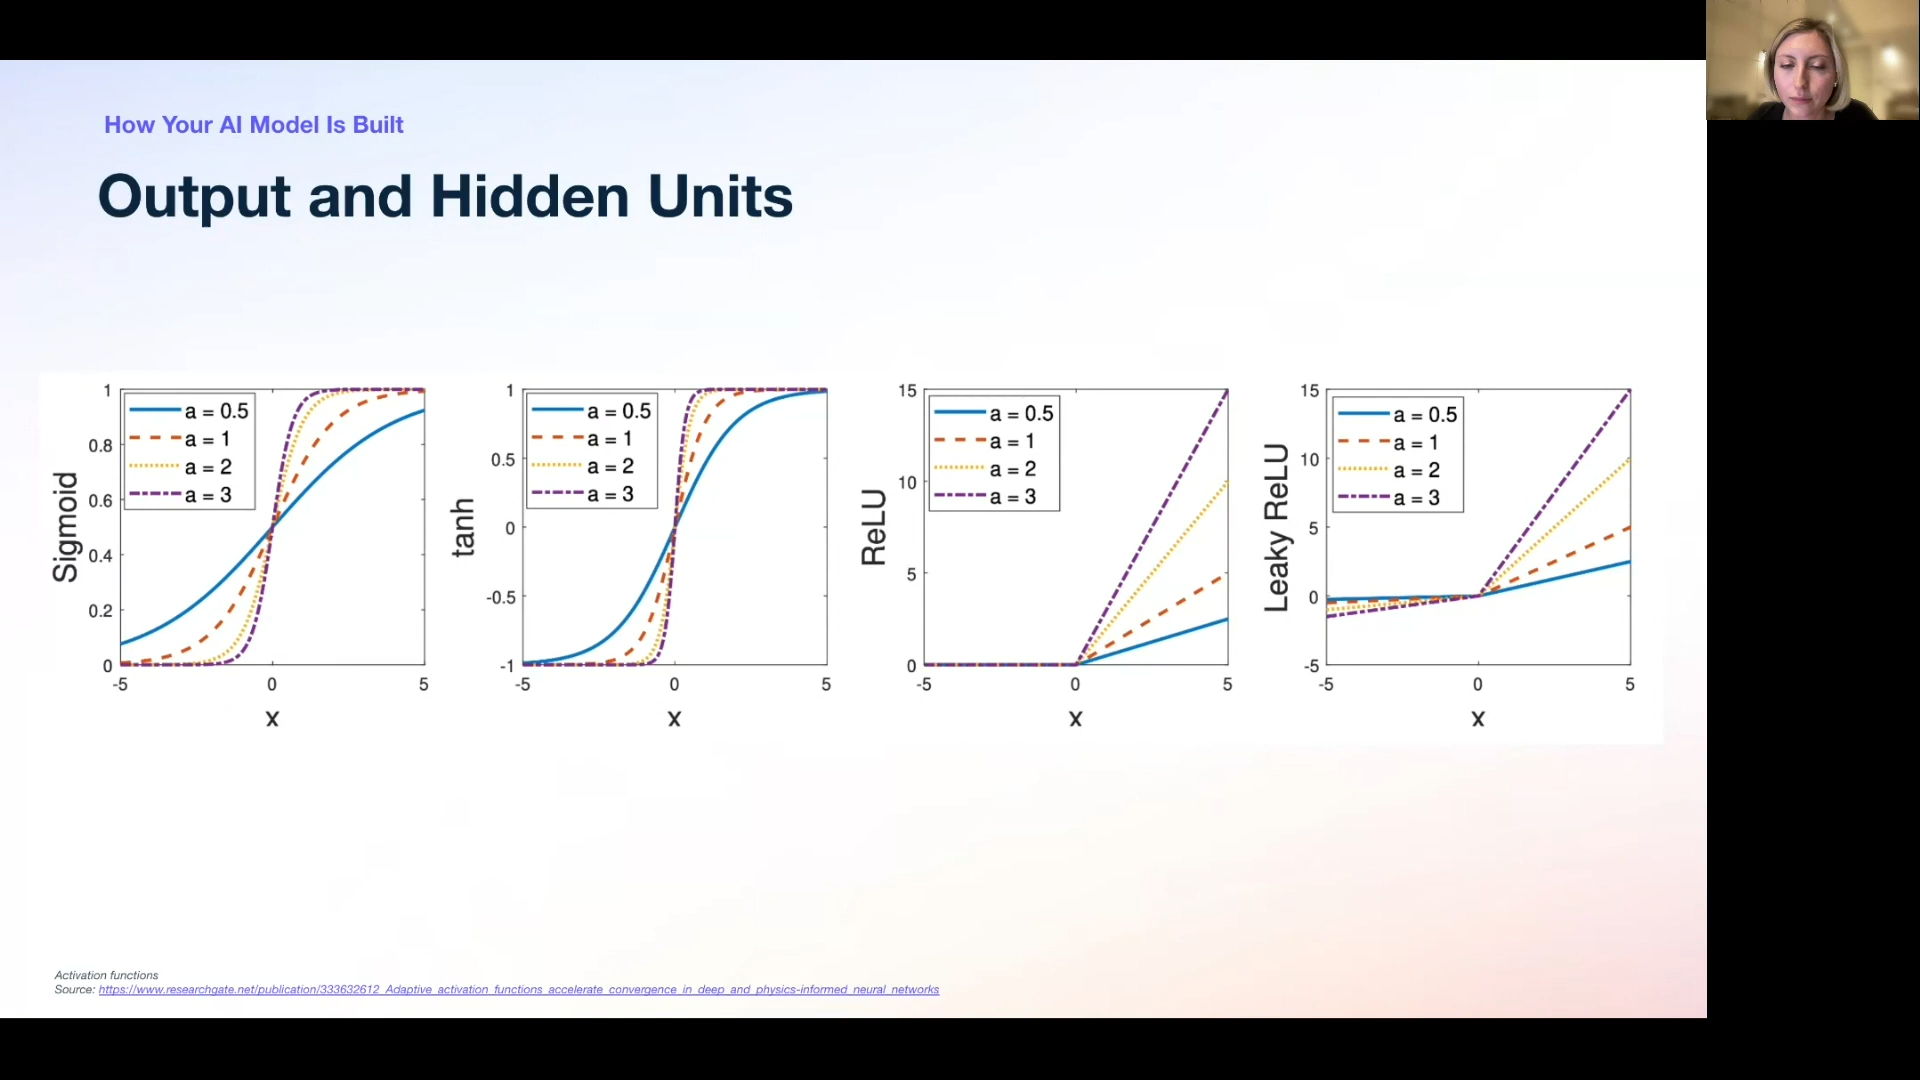 How Your AI Model Is Built
Output and Hidden Units
Sigmoid
1
0.8
0.6
0.4
0.2
0
-5
0
5
x
a = 0.5
a = 1
a = 2
a = 3
tanh
1
0.5
0
-0.5
-1
-5
0
5
x
a = 0.5
a = 1
a = 2
a = 3
ReLU
15
10
5
0
-5
0
5
x
a = 0.5
a = 1
a = 2
a = 3
Leaky ReLU
15
10
5
0
-5
-5
0
5
x
a = 0.5
a = 1
a = 2
a = 3
Activation functions
Source: https://www.researchgate.net/publication/333632612_Adaptive_activation_functions_accelerate_convergence_in_deep_and_physics-informed_neural_networks